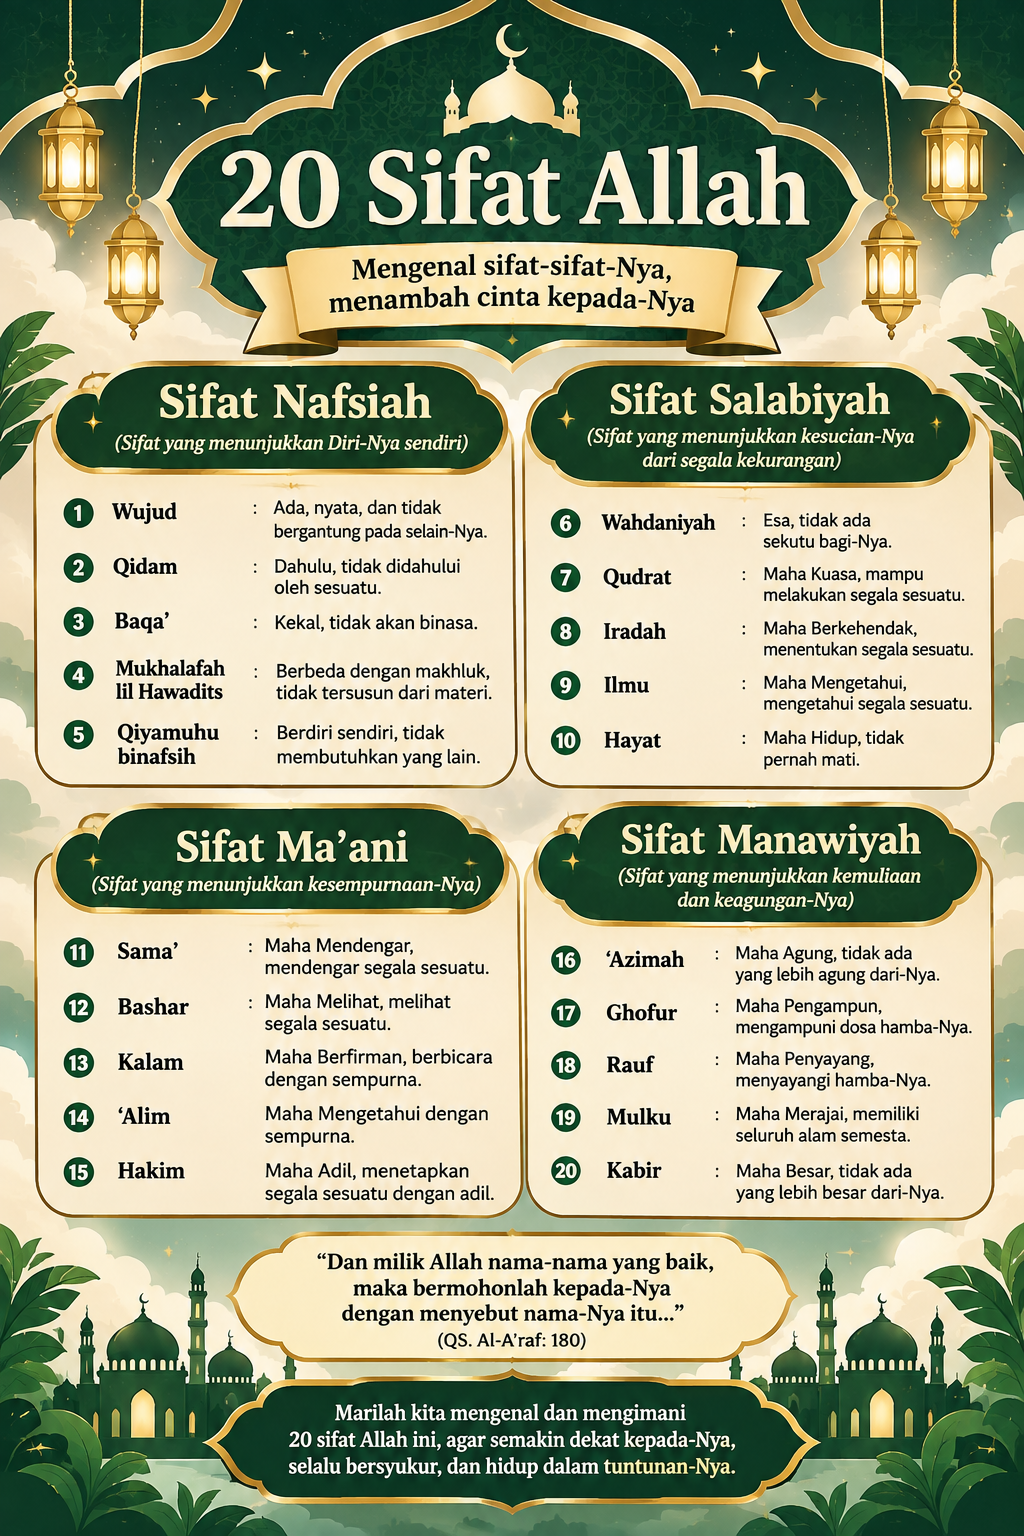 20 Sifat Allah
Mengenal sifat-sifat-Nya,
menambah cinta kepada-Nya
Sifat Nafsiah
(Sifat yang menunjukkan Diri-Nya sendiri)
1 Wujud : Ada, nyata, dan tidak
bergantung pada selain-Nya.
2 Qidam : Dahulu, tidak didahului
oleh sesuatu.
3 Baqa’ : Kekal, tidak akan binasa.
4 Mukhalafah : Berbeda dengan makhluk,
lil Hawadits tidak tersusun dari materi.
5 Qiyamuhu : Berdiri sendiri, tidak
binafsih membutuhkan yang lain.
Sifat Salabiyah
(Sifat yang menunjukkan kesucian-Nya
dari segala kekurangan)
6 Wahdaniyah : Esa, tidak ada
sekutu bagi-Nya.
7 Qudrat : Maha Kuasa, mampu
melakukan segala sesuatu.
8 Iradah : Maha Berkehendak,
menentukan segala sesuatu.
9 Ilmu : Maha Mengetahui,
mengetahui segala sesuatu.
10 Hayat : Maha Hidup, tidak
pernah mati.
Sifat Ma’ani
(Sifat yang menunjukkan kesempurnaan-Nya)
11 Sama’ : Maha Mendengar,
mendengar segala sesuatu.
12 Bashar : Maha Melihat, melihat
segala sesuatu.
13 Kalam Maha Berfirman, berbicara
dengan sempurna.
14 ‘Alim Maha Mengetahui dengan
sempurna.
15 Hakim Maha Adil, menetapkan
segala sesuatu dengan adil.
Sifat Manawiyah
(Sifat yang menunjukkan kemuliaan
dan keagungan-Nya)
16 ‘Azimah : Maha Agung, tidak ada
yang lebih agung dari-Nya.
17 Ghofur : Maha Pengampun,
mengampuni dosa hamba-Nya.
18 Rauf : Maha Penyayang,
menyayangi hamba-Nya.
19 Mulku : Maha Merajai, memiliki
seluruh alam semesta.
20 Kabir : Maha Besar, tidak ada
yang lebih besar dari-Nya.
“Dan milik Allah nama-nama yang baik,
maka bermohonlah kepada-Nya
dengan menyebut nama-Nya itu...”
(QS. Al-A’raf: 180)
Marilah kita mengenal dan mengimani
20 sifat Allah ini, agar semakin dekat kepada-Nya,
selalu bersyukur, dan hidup dalam tuntunan-Nya.